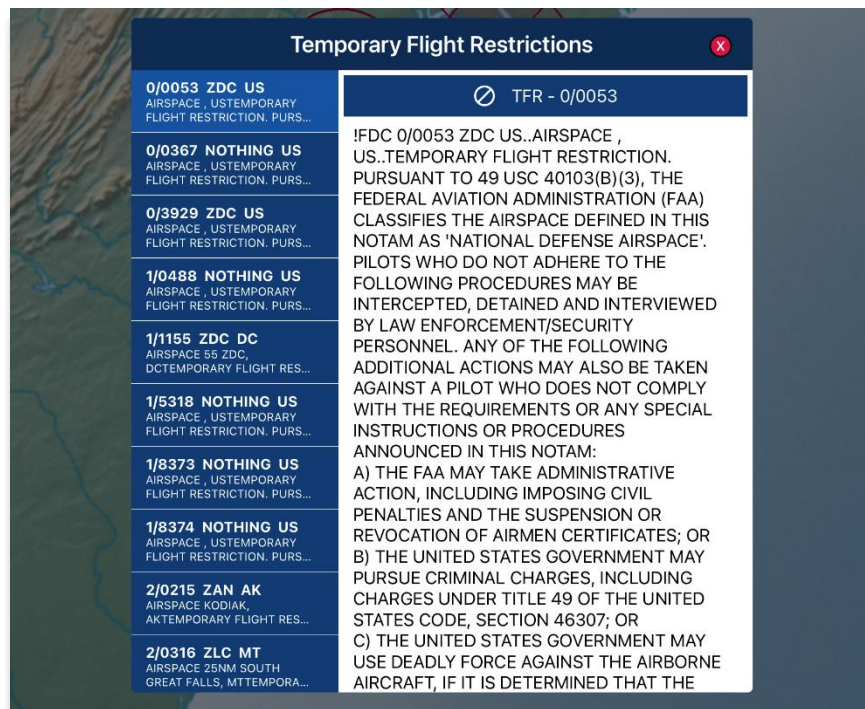 Temporary Flight Restrictions
X
0/0053 ZDC US
AIRSPACE , USTEMPORARY
FLIGHT RESTRICTION. PURS...
0/0367 NOTHING US
AIRSPACE , USTEMPORARY
FLIGHT RESTRICTION. PURS...
0/3929 ZDC US
AIRSPACE , USTEMPORARY
FLIGHT RESTRICTION. PURS...
1/0488 NOTHING US
AIRSPACE , USTEMPORARY
FLIGHT RESTRICTION. PURS...
1/1155 ZDC DC
AIRSPACE 55 ZDC,
DCTEMPORARY FLIGHT RES...
1/5318 NOTHING US
AIRSPACE , USTEMPORARY
FLIGHT RESTRICTION. PURS...
1/8373 NOTHING US
AIRSPACE , USTEMPORARY
FLIGHT RESTRICTION. PURS...
1/8374 NOTHING US
AIRSPACE , USTEMPORARY
FLIGHT RESTRICTION. PURS...
2/0215 ZAN AK
AIRSPACE KODIAK,
AKTEMPORARY FLIGHT RES...
2/0316 ZLC MT
AIRSPACE 25NM SOUTH
GREAT FALLS, MTTEMPORA...
TFR - 0/0053
!FDC 0/0053 ZDC US..AIRSPACE ,
US..TEMPORARY FLIGHT RESTRICTION.
PURSUANT TO 49 USC 40103(B)(3), THE
FEDERAL AVIATION ADMINISTRATION (FAA)
CLASSIFIES THE AIRSPACE DEFINED IN THIS
NOTAM AS 'NATIONAL DEFENSE AIRSPACE'.
PILOTS WHO DO NOT ADHERE TO THE
FOLLOWING PROCEDURES MAY BE
INTERCEPTED, DETAINED AND INTERVIEWED
BY LAW ENFORCEMENT/SECURITY
PERSONNEL. ANY OF THE FOLLOWING
ADDITIONAL ACTIONS MAY ALSO BE TAKEN
AGAINST A PILOT WHO DOES NOT COMPLY
WITH THE REQUIREMENTS OR ANY SPECIAL
INSTRUCTIONS OR PROCEDURES
ANNOUNCED IN THIS NOTAM:
A) THE FAA MAY TAKE ADMINISTRATIVE
ACTION, INCLUDING IMPOSING CIVIL
PENALTIES AND THE SUSPENSION OR
REVOCATION OF AIRMEN CERTIFICATES; OR
B) THE UNITED STATES GOVERNMENT MAY
PURSUE CRIMINAL CHARGES, INCLUDING
CHARGES UNDER TITLE 49 OF THE UNITED
STATES CODE, SECTION 46307; OR
C) THE UNITED STATES GOVERNMENT MAY
USE DEADLY FORCE AGAINST THE AIRBORNE
AIRCRAFT, IF IT IS DETERMINED THAT THE